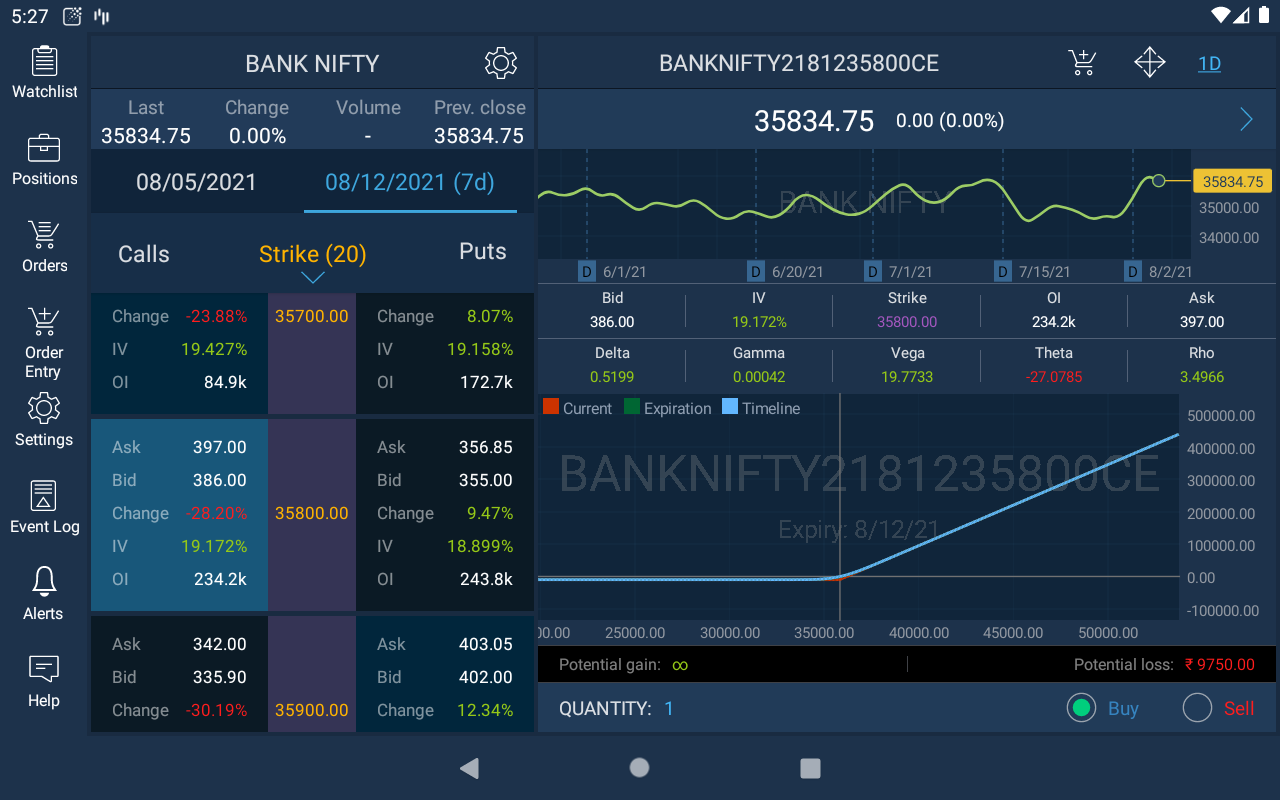 5:27
Watchlist
Positions
Orders
Order
Entry
Settings
Event Log
Alerts
Help
BANK NIFTY
Last Change Volume Prev. close
35834.75 0.00% - 35834.75
08/05/2021 08/12/2021 (7d)
Calls Strike (20) Puts
Change -23.88% 35700.00 Change 8.07%
IV 19.427% IV 19.158%
OI 84.9k OI 172.7k
Ask 397.00 Ask 356.85
Bid 386.00 Bid 355.00
Change -28.20% 35800.00 Change 9.47%
IV 19.172% IV 18.899%
OI 234.2k OI 243.8k
Ask 342.00 Ask 403.05
Bid 335.90 Bid 402.00
Change -30.19% 35900.00 Change 12.34%
BANKNIFTY2181235800CE 1D
35834.75 0.00 (0.00%)
35834.75
BANK NIFTY
35000.00
34000.00
D 6/1/21 D 6/20/21 D 7/1/21 D 7/15/21 D 8/2/21
Bid IV Strike OI Ask
386.00 19.172% 35800.00 234.2k 397.00
Delta Gamma Vega Theta Rho
0.5199 0.00042 19.7733 -27.0785 3.4966
Current Expiration Timeline
500000.00
400000.00
BANKNIFTY2181235800CE
300000.00
200000.00
Expiry: 8/12/21
100000.00
0.00
-100000.00
00.00 25000.00 30000.00 35000.00 40000.00 45000.00 50000.00
Potential gain: ∞ Potential loss: ₹ 9750.00
QUANTITY: 1 Buy Sell